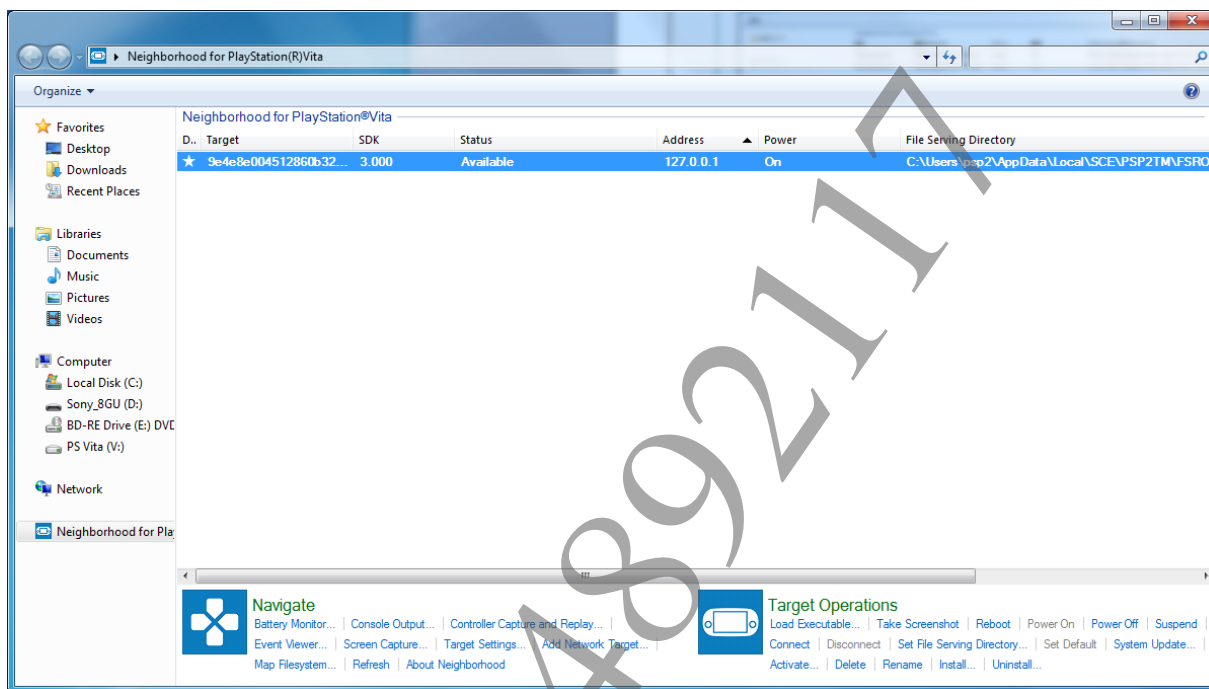 Neighborhood for PlayStation(R)Vita
Organize
Neighborhood for PlayStation®Vita
D.. Target SDK Status Address Power File Serving Directory
9e4e8e004512860b32... 3.000 Available 127.0.0.1 On C:\Users\psp2\AppData\Local\SCE\PSP2TM\FSRO
Favorites
Desktop
Downloads
Recent Places
Libraries
Documents
Music
Pictures
Videos
Computer
Local Disk (C:)
Sony_8GU (D:)
BD-RE Drive (E:) DVD
PS Vita (V:)
Network
Neighborhood for Pla
Navigate
Battery Monitor... | Console Output... | Controller Capture and Replay... |
Event Viewer... | Screen Capture... | Target Settings... | Add Network Target... |
Map Filesystem... | Refresh | About Neighborhood
Target Operations
Load Executable... | Take Screenshot | Reboot | Power On | Power Off | Suspend |
Connect | Disconnect | Set File Serving Directory... | Set Default | System Update... |
Activate... | Delete | Rename | Install... | Uninstall...
4892117